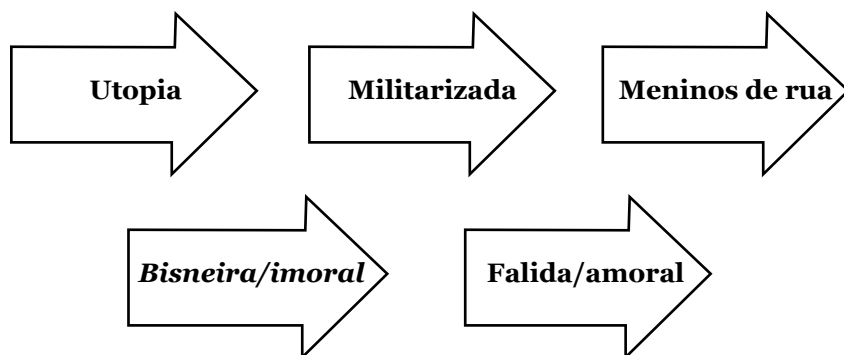 Utopia
Militarizada
Meninos de rua
Bisneira/imoral
Falida/amoral